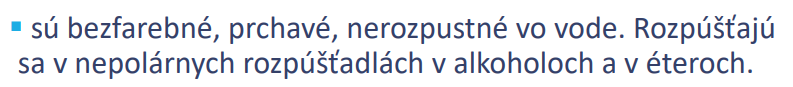 ▪ sú bezfarebné, prchavé, nerozpustné vo vode. Rozpúšťajú
sa v nepolárnych rozpúšťadlách v alkoholoch a v éteroch.